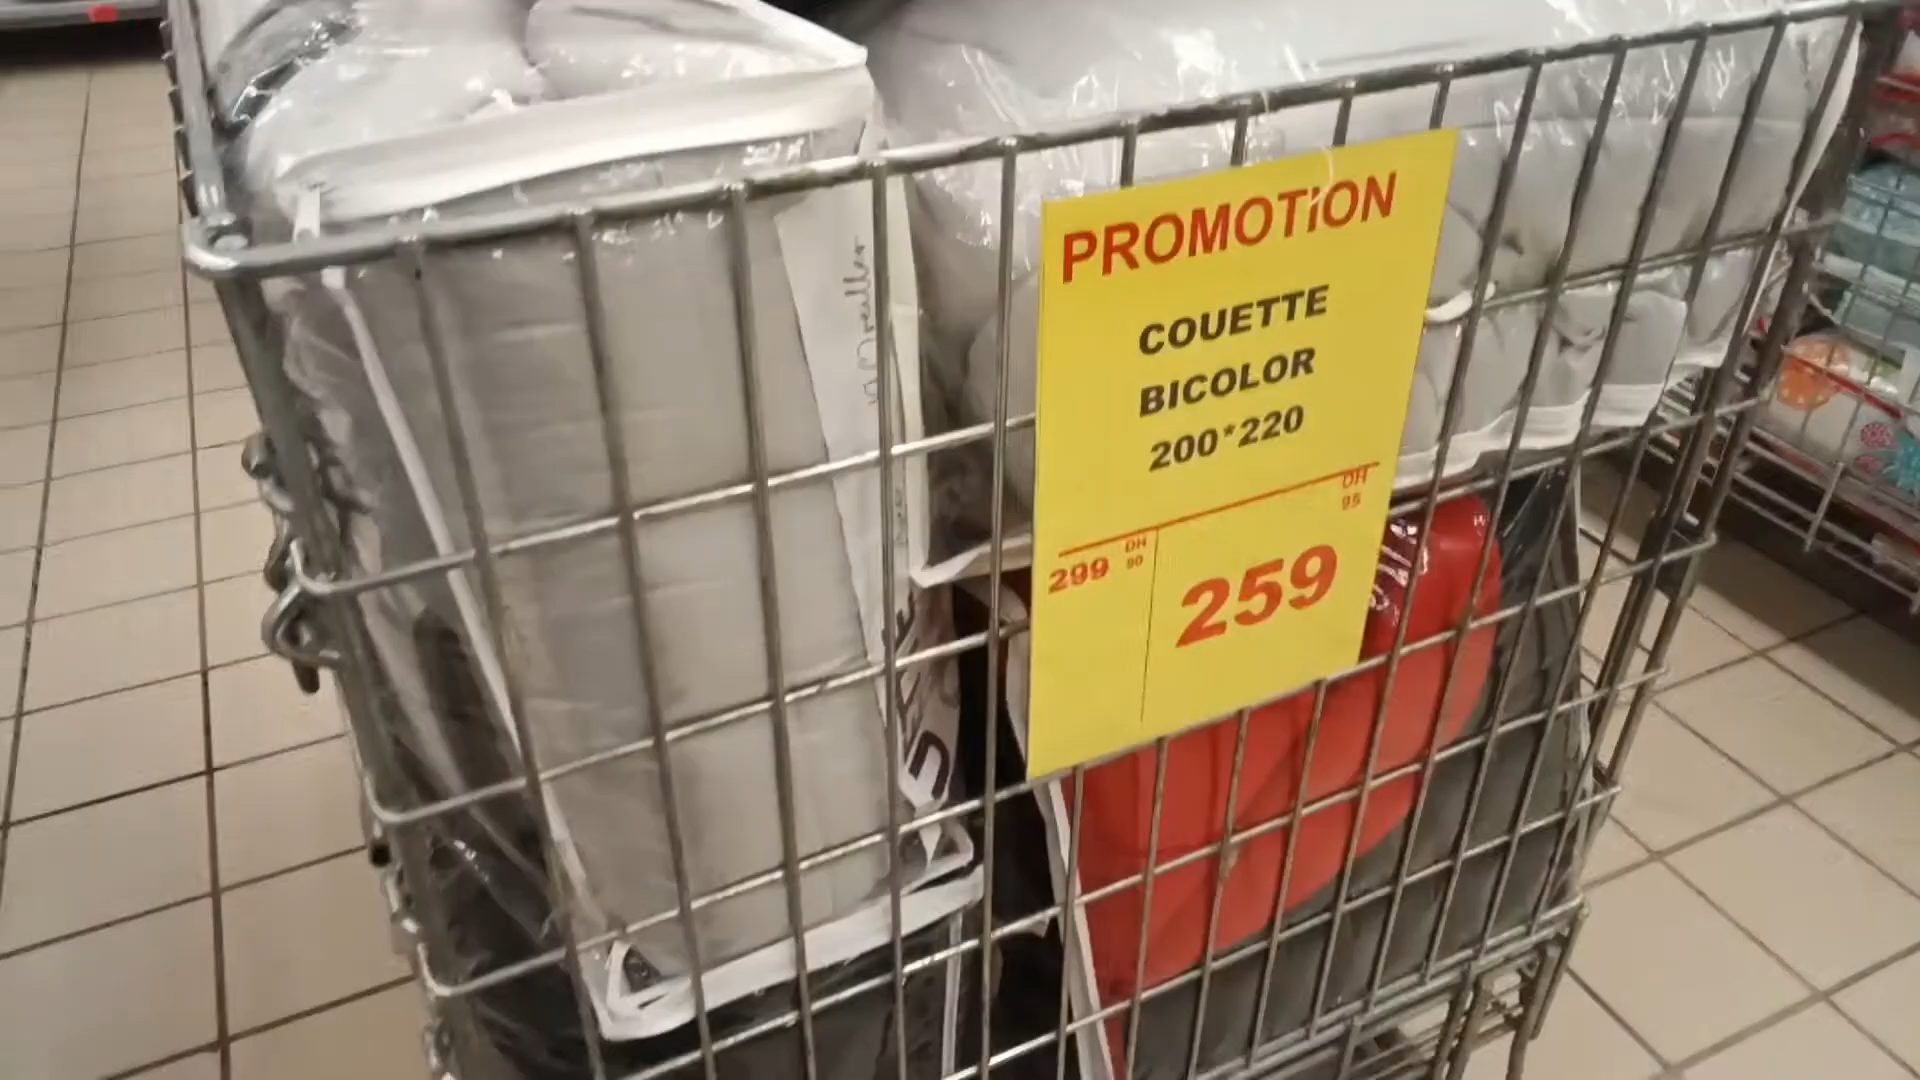 PROMOTION
COUETTE
BICOLOR
200*220
DH
95
299 DH
90
259